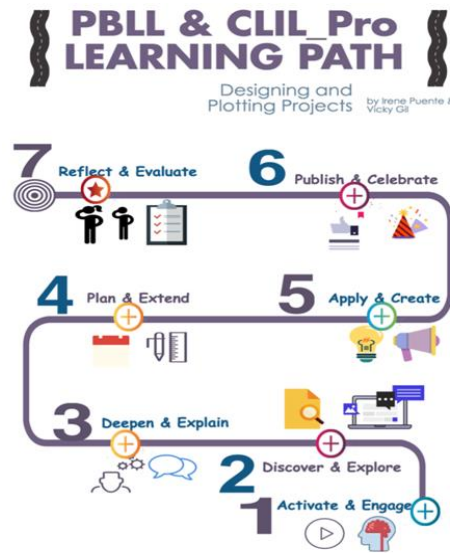 PBLL & CLIL_Pro
LEARNING PATH
Designing and
Plotting Projects
by Irene Puente &
Vicky Gil
7 Reflect & Evaluate
6 Publish & Celebrate
4 Plan & Extend
5 Apply & Create
3 Deepen & Explain
2 Discover & Explore
1 Activate & Engage